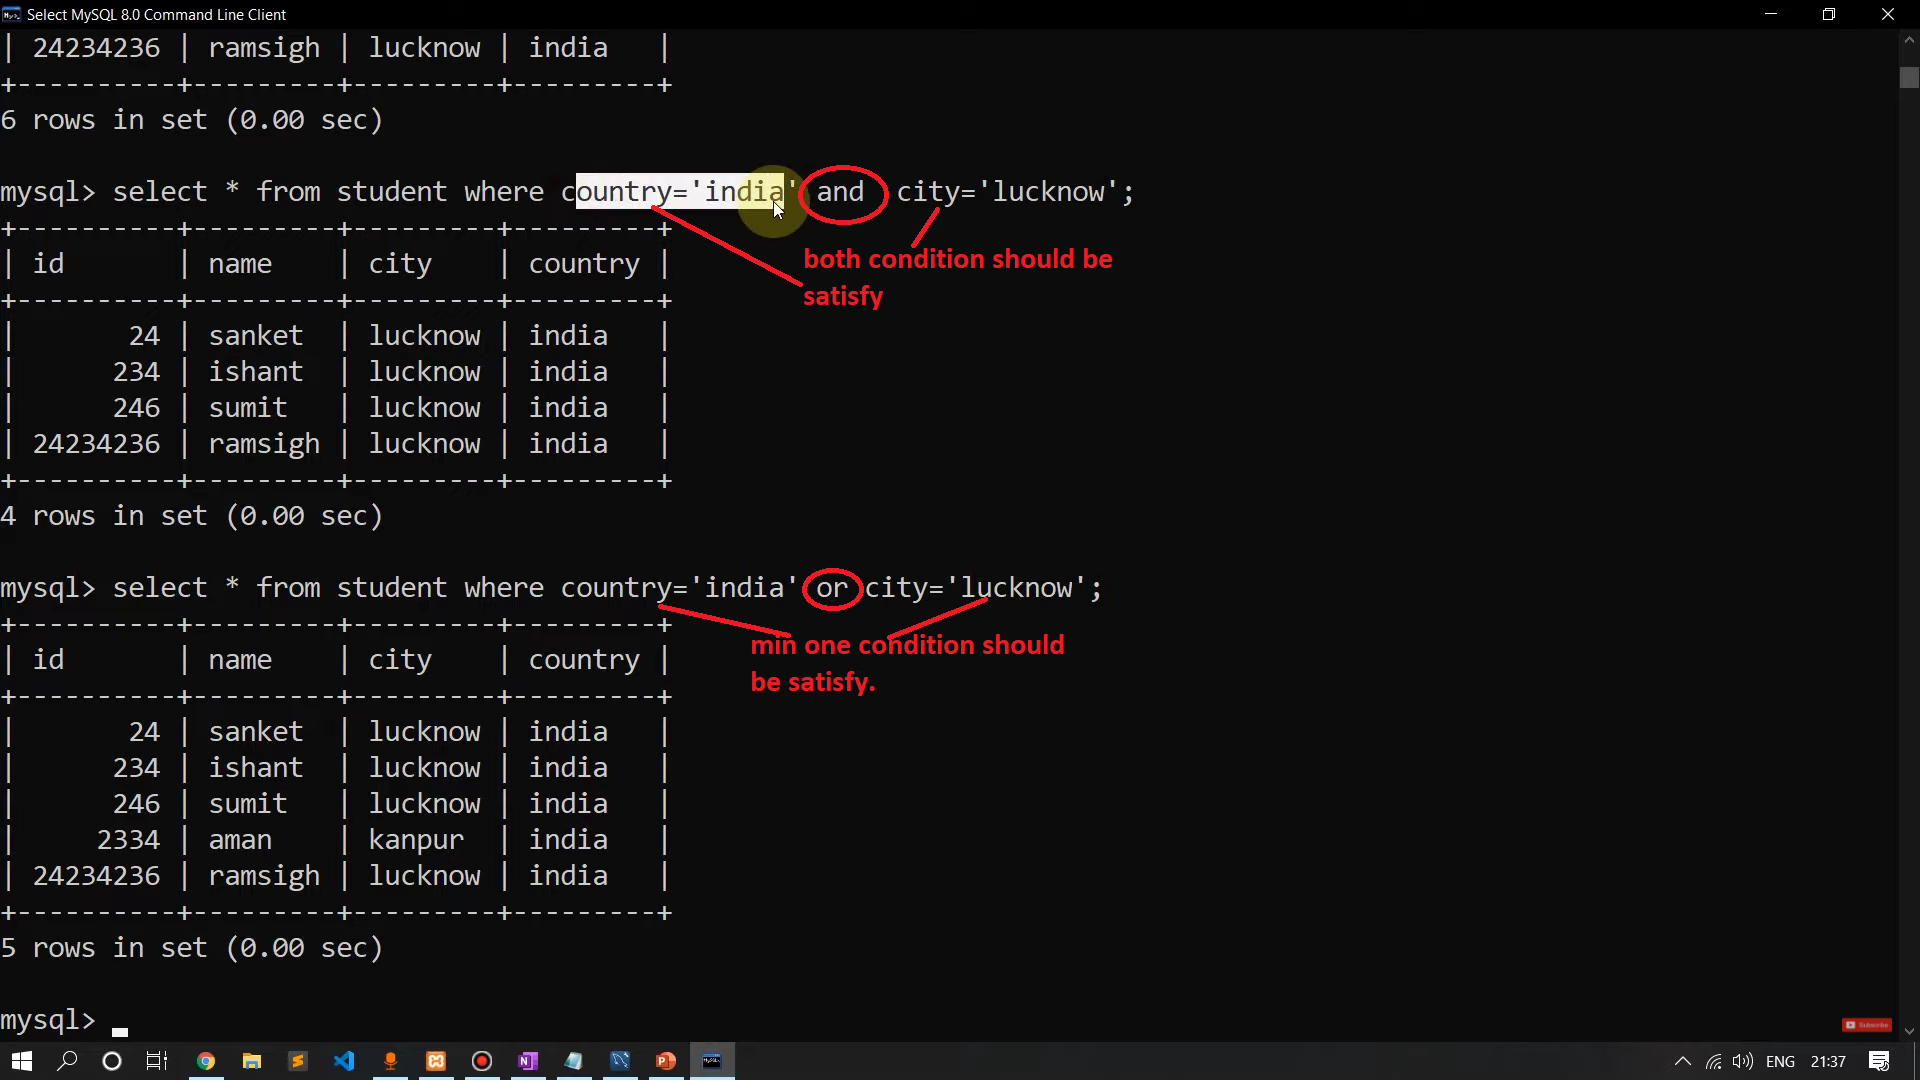 Select MySQL 8.0 Command Line Client
| 24234236 | ramsigh | lucknow | india   |
+----------+---------+---------+---------+
6 rows in set (0.00 sec)
mysql> select * from student where country='india' and  city='lucknow';
+----------+---------+---------+---------+
both condition should be
| id       | name    | city    | country |
satisfy
+----------+---------+---------+---------+
|       24 | sanket  | lucknow | india   |
|      234 | ishant  | lucknow | india   |
|      246 | sumit   | lucknow | india   |
| 24234236 | ramsigh | lucknow | india   |
+----------+---------+---------+---------+
4 rows in set (0.00 sec)
mysql> select * from student where country='india' or city='lucknow';
+----------+---------+---------+---------+
min one condition should
| id       | name    | city    | country |
be satisfy.
+----------+---------+---------+---------+
|       24 | sanket  | lucknow | india   |
|      234 | ishant  | lucknow | india   |
|      246 | sumit   | lucknow | india   |
|     2334 | aman    | kanpur  | india   |
| 24234236 | ramsigh | lucknow | india   |
+----------+---------+---------+---------+
5 rows in set (0.00 sec)
mysql>
Subscribe
ENG 21:37